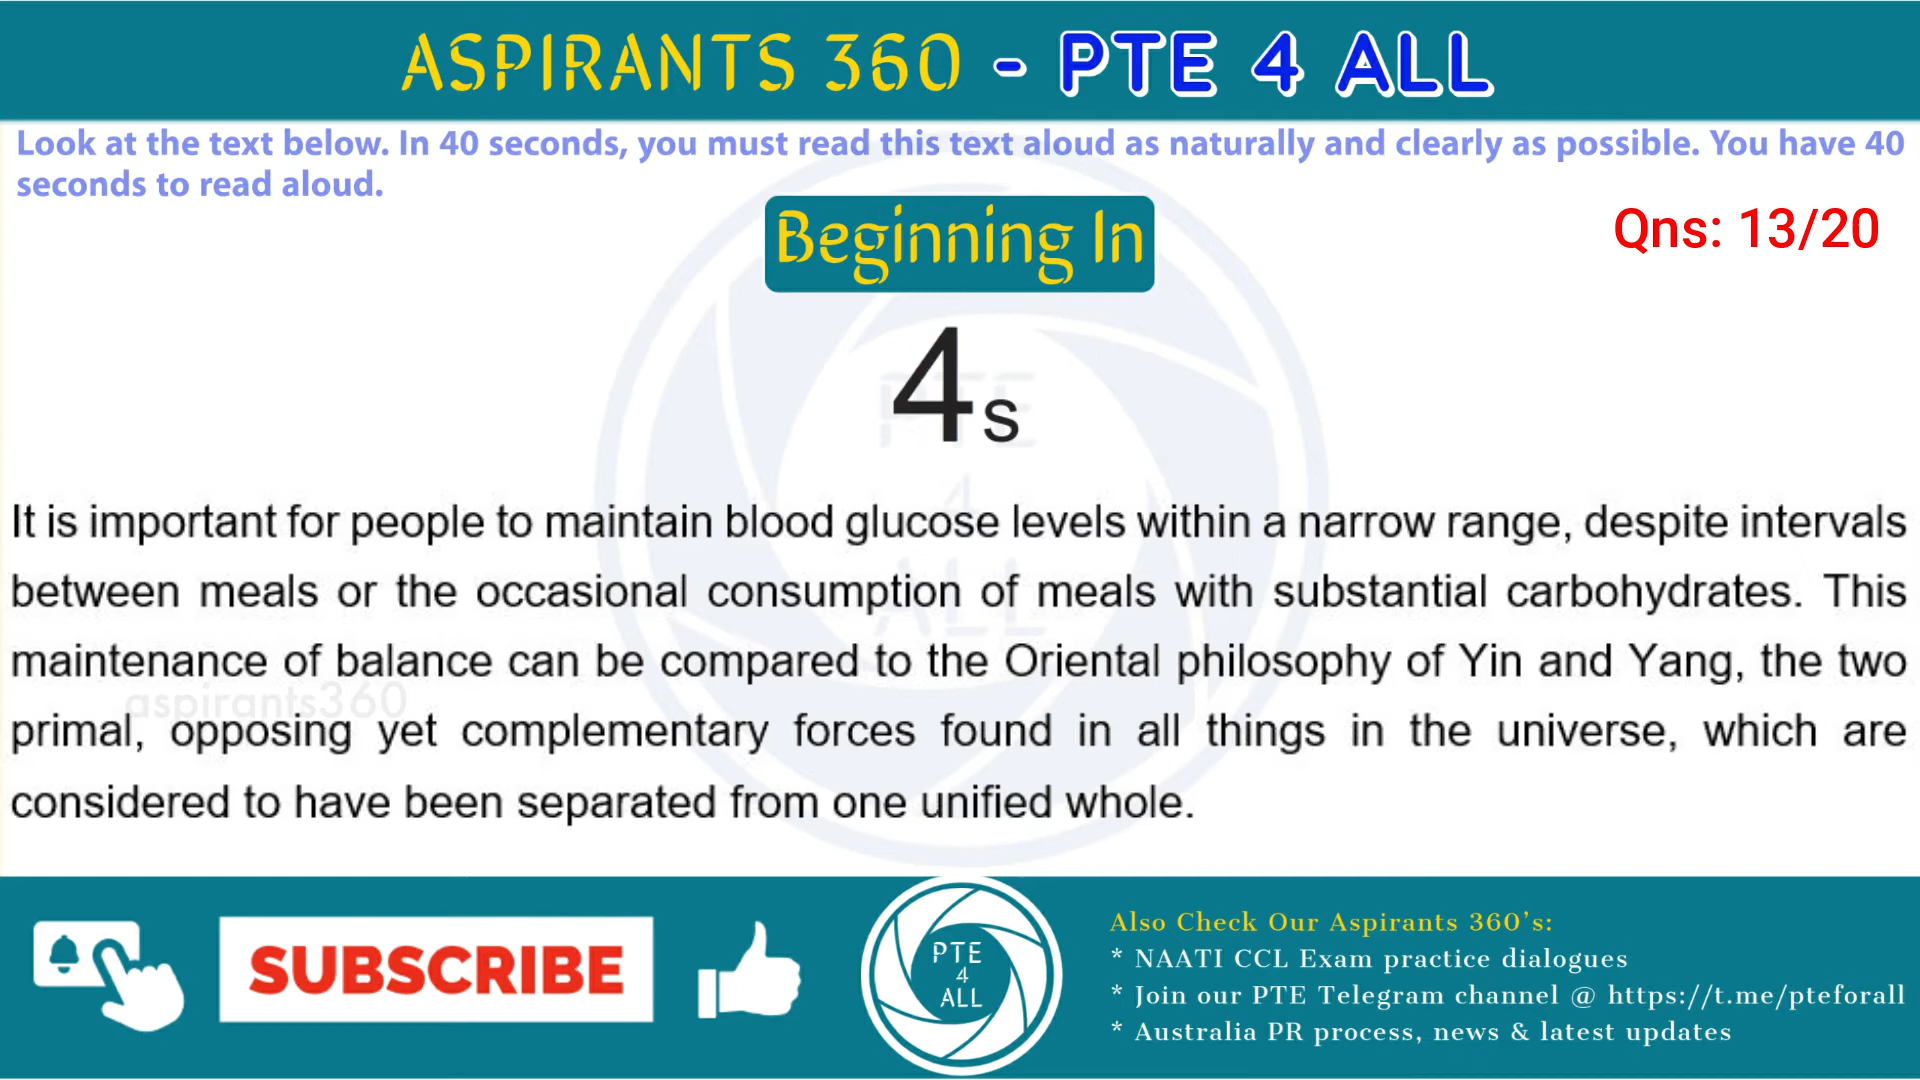 ASPIRANTS 360 - PTE 4 ALL
Look at the text below. In 40 seconds, you must read this text aloud as naturally and clearly as possible. You have 40
seconds to read aloud.
Beginning In
Qns: 13/20
4s
PTE
4
ALL
It is important for people to maintain blood glucose levels within a narrow range, despite intervals
between meals or the occasional consumption of meals with substantial carbohydrates. This
maintenance of balance can be compared to the Oriental philosophy of Yin and Yang, the two
aspirants360
primal, opposing yet complementary forces found in all things in the universe, which are
considered to have been separated from one unified whole.
SUBSCRIBE
PTE
4
ALL
Also Check Our Aspirants 360's:
* NAATI CCL Exam practice dialogues
* Join our PTE Telegram channel @ https://t.me/pteforall
* Australia PR process, news & latest updates